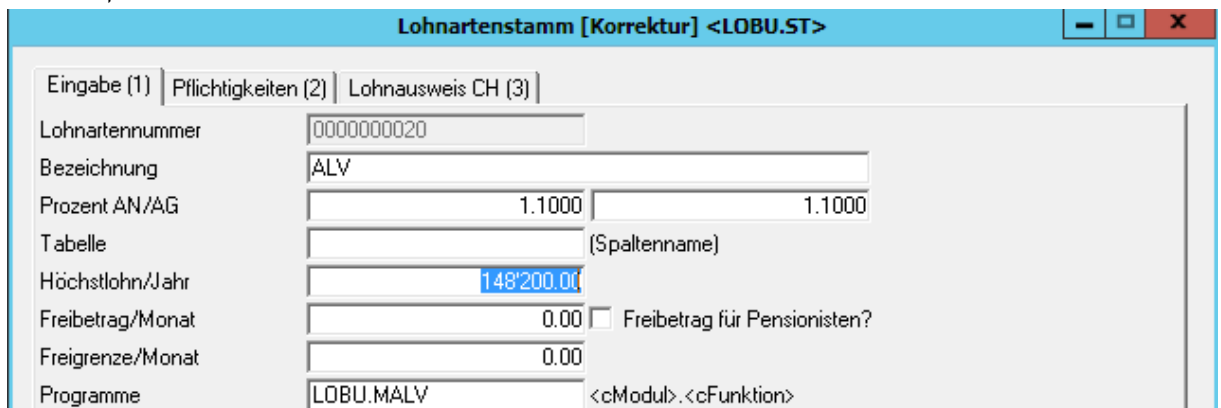 Lohnartenstamm [Korrektur] <LOBU.ST>
Eingabe (1) Pflichtigkeiten (2) Lohnausweis CH (3)
Lohnartennummer 0000000020
Bezeichnung ALV
Prozent AN/AG 1.1000 1.1000
Tabelle (Spaltenname)
Höchstlohn/Jahr 148'200.00
Freibetrag/Monat 0.00 Freibetrag für Pensionisten?
Freigrenze/Monat 0.00
Programme LOBU.MALV <cModul>.<cFunktion>